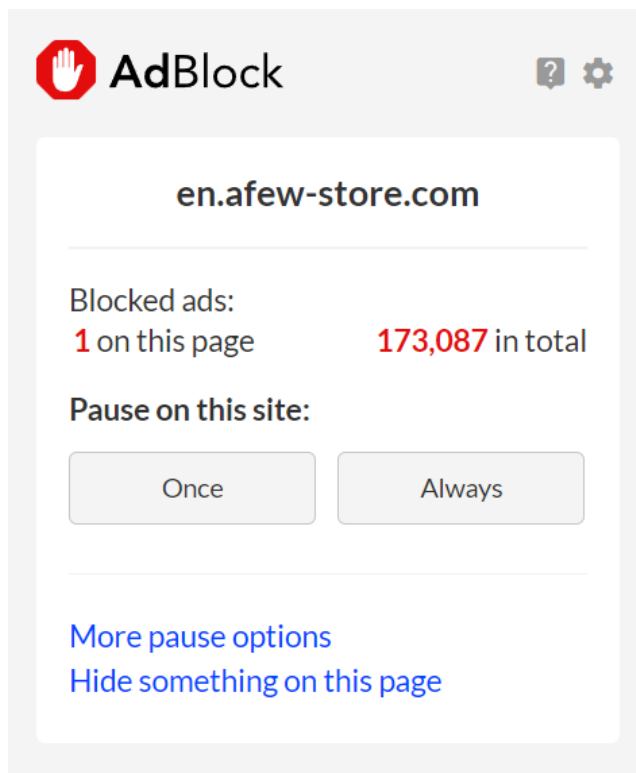 AdBlock
?
en.afew-store.com
Blocked ads:
1 on this page 173,087 in total
Pause on this site:
Once Always
More pause options
Hide something on this page